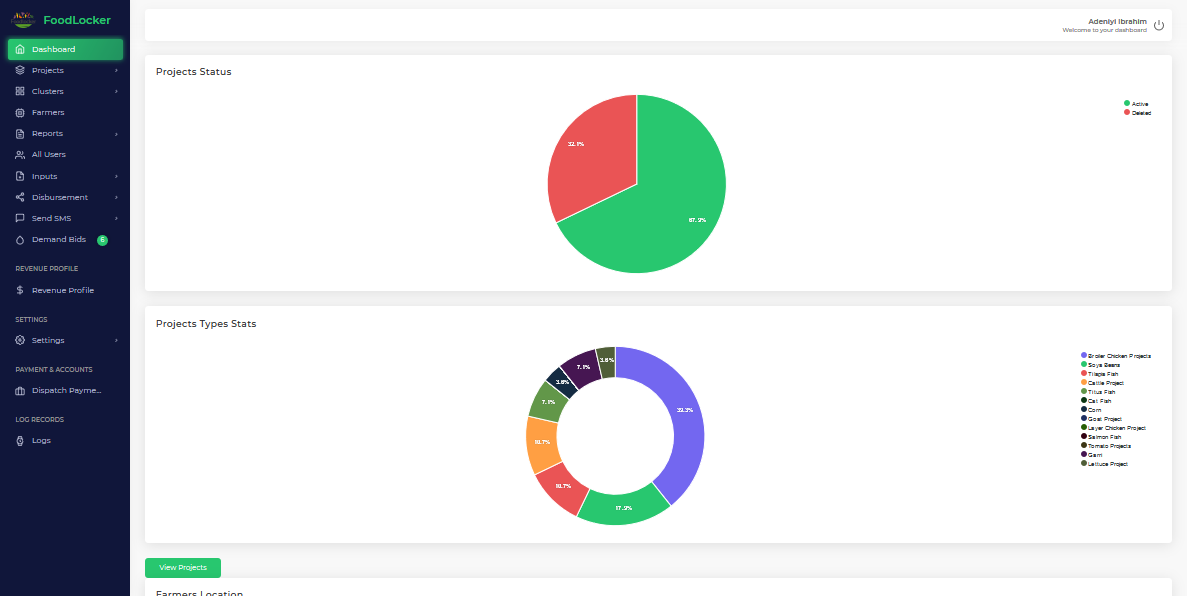 FoodLocker
Dashboard
Projects
Clusters
Farmers
Reports
All Users
Inputs
Disbursement
Send SMS
Demand Bids 6
REVENUE PROFILE
Revenue Profile
SETTINGS
Settings
PAYMENT & ACCOUNTS
Dispatch Payme...
LOG RECORDS
Logs
Adeniyi Ibrahim
Welcome to your dashboard
Projects Status
32.1%
67.9%
Active
Deleted
Projects Types Stats
3.6%
7.1%
3.6%
7.1%
10.7%
10.7%
17.9%
39.3%
Broiler Chicken Projects
Soya Beans
Tilapia Fish
Cattle Project
Titus Fish
Cat Fish
Corn
Goat Project
Layer Chicken Project
Salmon Fish
Tomato Projects
Garri
Lettuce Project
View Projects
Farmers Location